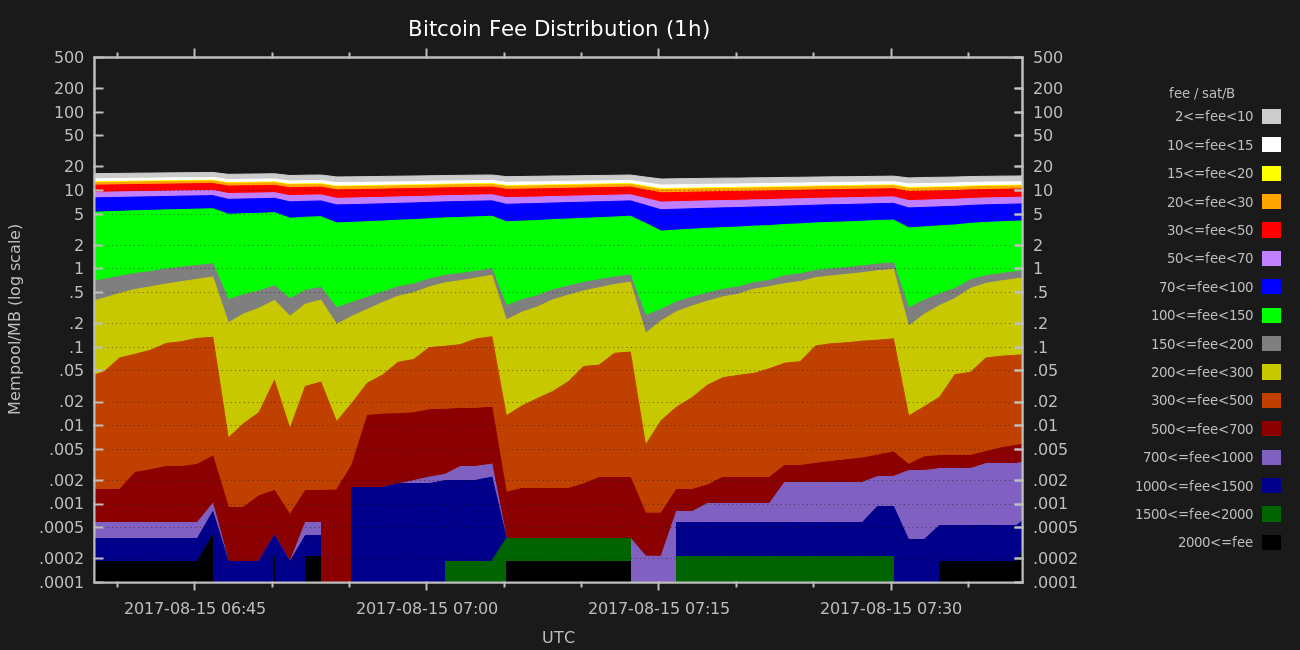 Bitcoin Fee Distribution (1h)
500
200
100
50
20
10
5
2
1
.5
.2
.1
.05
.02
.01
.005
.002
.001
.0005
.0002
.0001
Mempool/MB (log scale)
500
200
100
50
20
10
5
2
1
.5
.2
.1
.05
.02
.01
.005
.002
.001
.0005
.0002
.0001
2017-08-15 06:45
2017-08-15 07:00
2017-08-15 07:15
2017-08-15 07:30
UTC
fee / sat/B
2<=fee<10
10<=fee<15
15<=fee<20
20<=fee<30
30<=fee<50
50<=fee<70
70<=fee<100
100<=fee<150
150<=fee<200
200<=fee<300
300<=fee<500
500<=fee<700
700<=fee<1000
1000<=fee<1500
1500<=fee<2000
2000<=fee